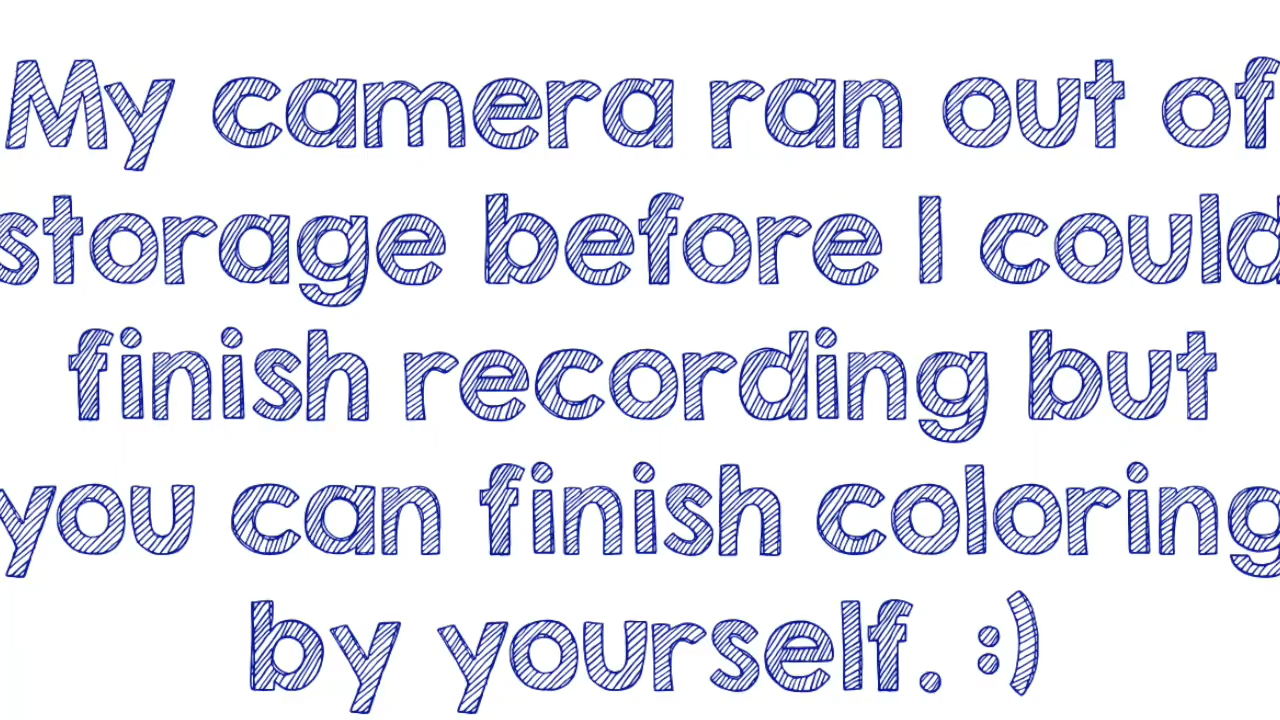 My camera ran out of
storage before I could
finish recording but
you can finish coloring
by yourself. :)